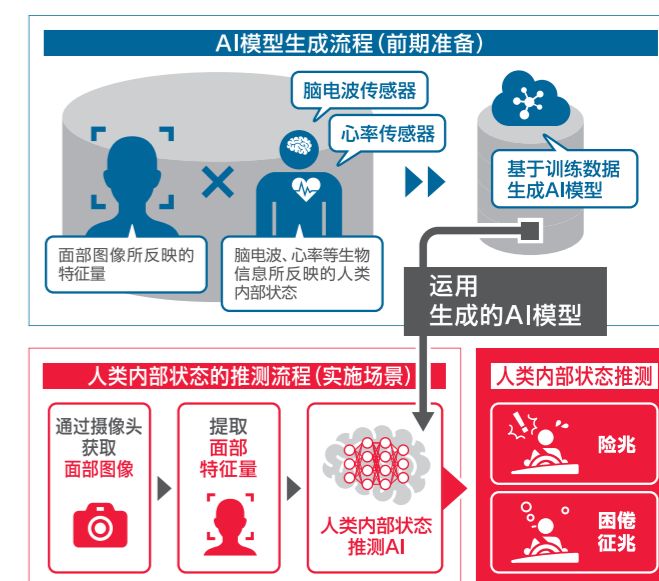 AI模型生成流程(前期准备)
脑电波传感器
心率传感器
基于训练数据
生成AI模型
面部图像所反映的
特征量
脑电波、心率等生物
信息所反映的人类
内部状态
运用
生成的AI模型
人类内部状态的推测流程(实施场景)
通过摄像头
获取
面部图像
提取
面部
特征量
人类内部状态
推测AI
人类内部状态推测
险兆
困倦
征兆